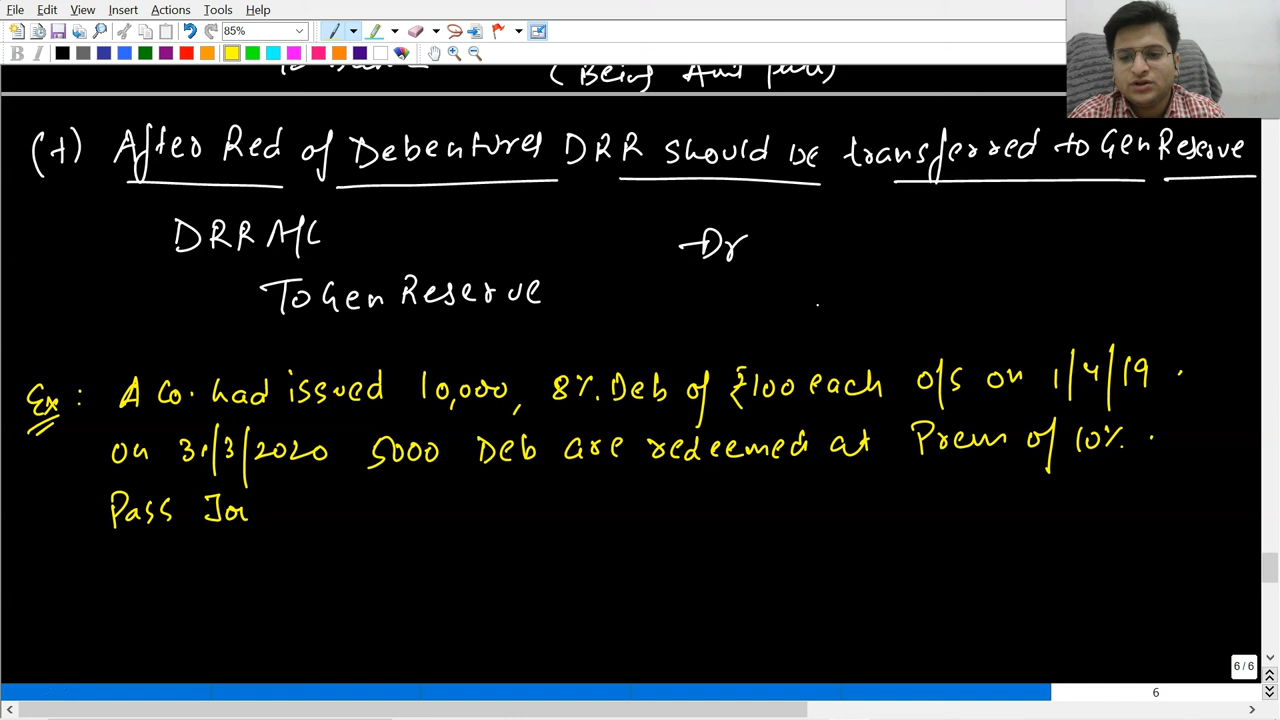 File Edit View Insert Actions Tools Help
85%
B I
(Being Amt
(t) After Red of Debentures DRR should be transferred to Gen Reserve
DRR A/C Dr
To Gen Reserve
Ex: A Co. had issued 10,000, 8% Deb of ₹100 each o/s on 1/4/19.
on 31/3/2020 5000 Deb are redeemed at Prem of 10%.
Pass Jou
6 / 6
6